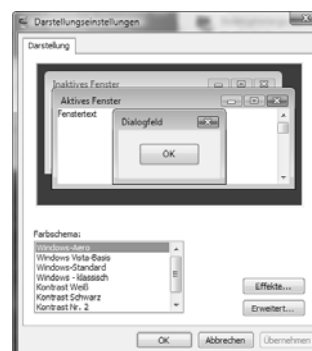 Darstellungseinstellungen
Darstellung
Inaktives Fenster
Aktives Fenster
Fenstertext
Dialogfeld
OK
Farbschema:
Windows-Aero
Windows Vista-Basis
Windows-Standard
Windows - klassisch
Kontrast Weiß
Kontrast Schwarz
Kontrast Nr. 2
Effekte...
Erweitert...
OK
Abbrechen
Übernehmen